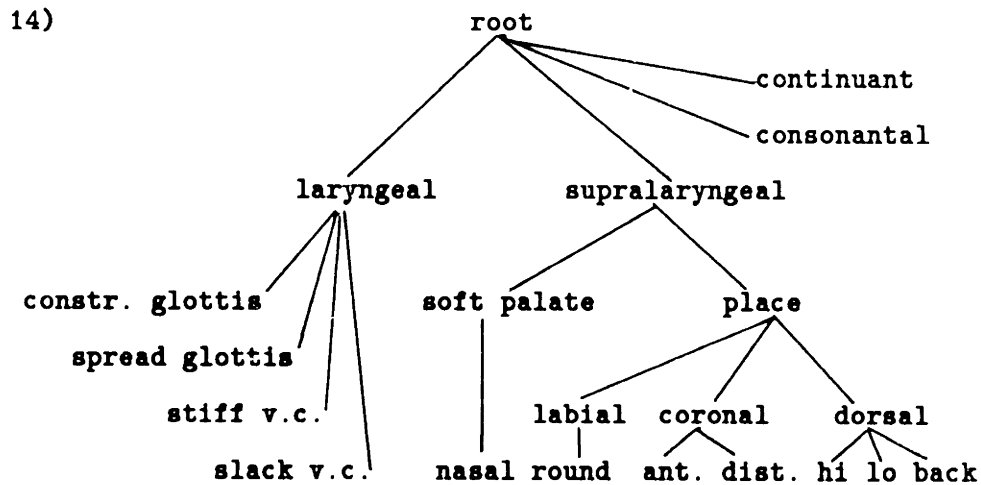 14)
root
continuant
consonantal
laryngeal supralaryngeal
constr. glottis soft palate place
spread glottis
stiff v.c. labial coronal dorsal
slack v.c. nasal round ant. dist. hi lo back